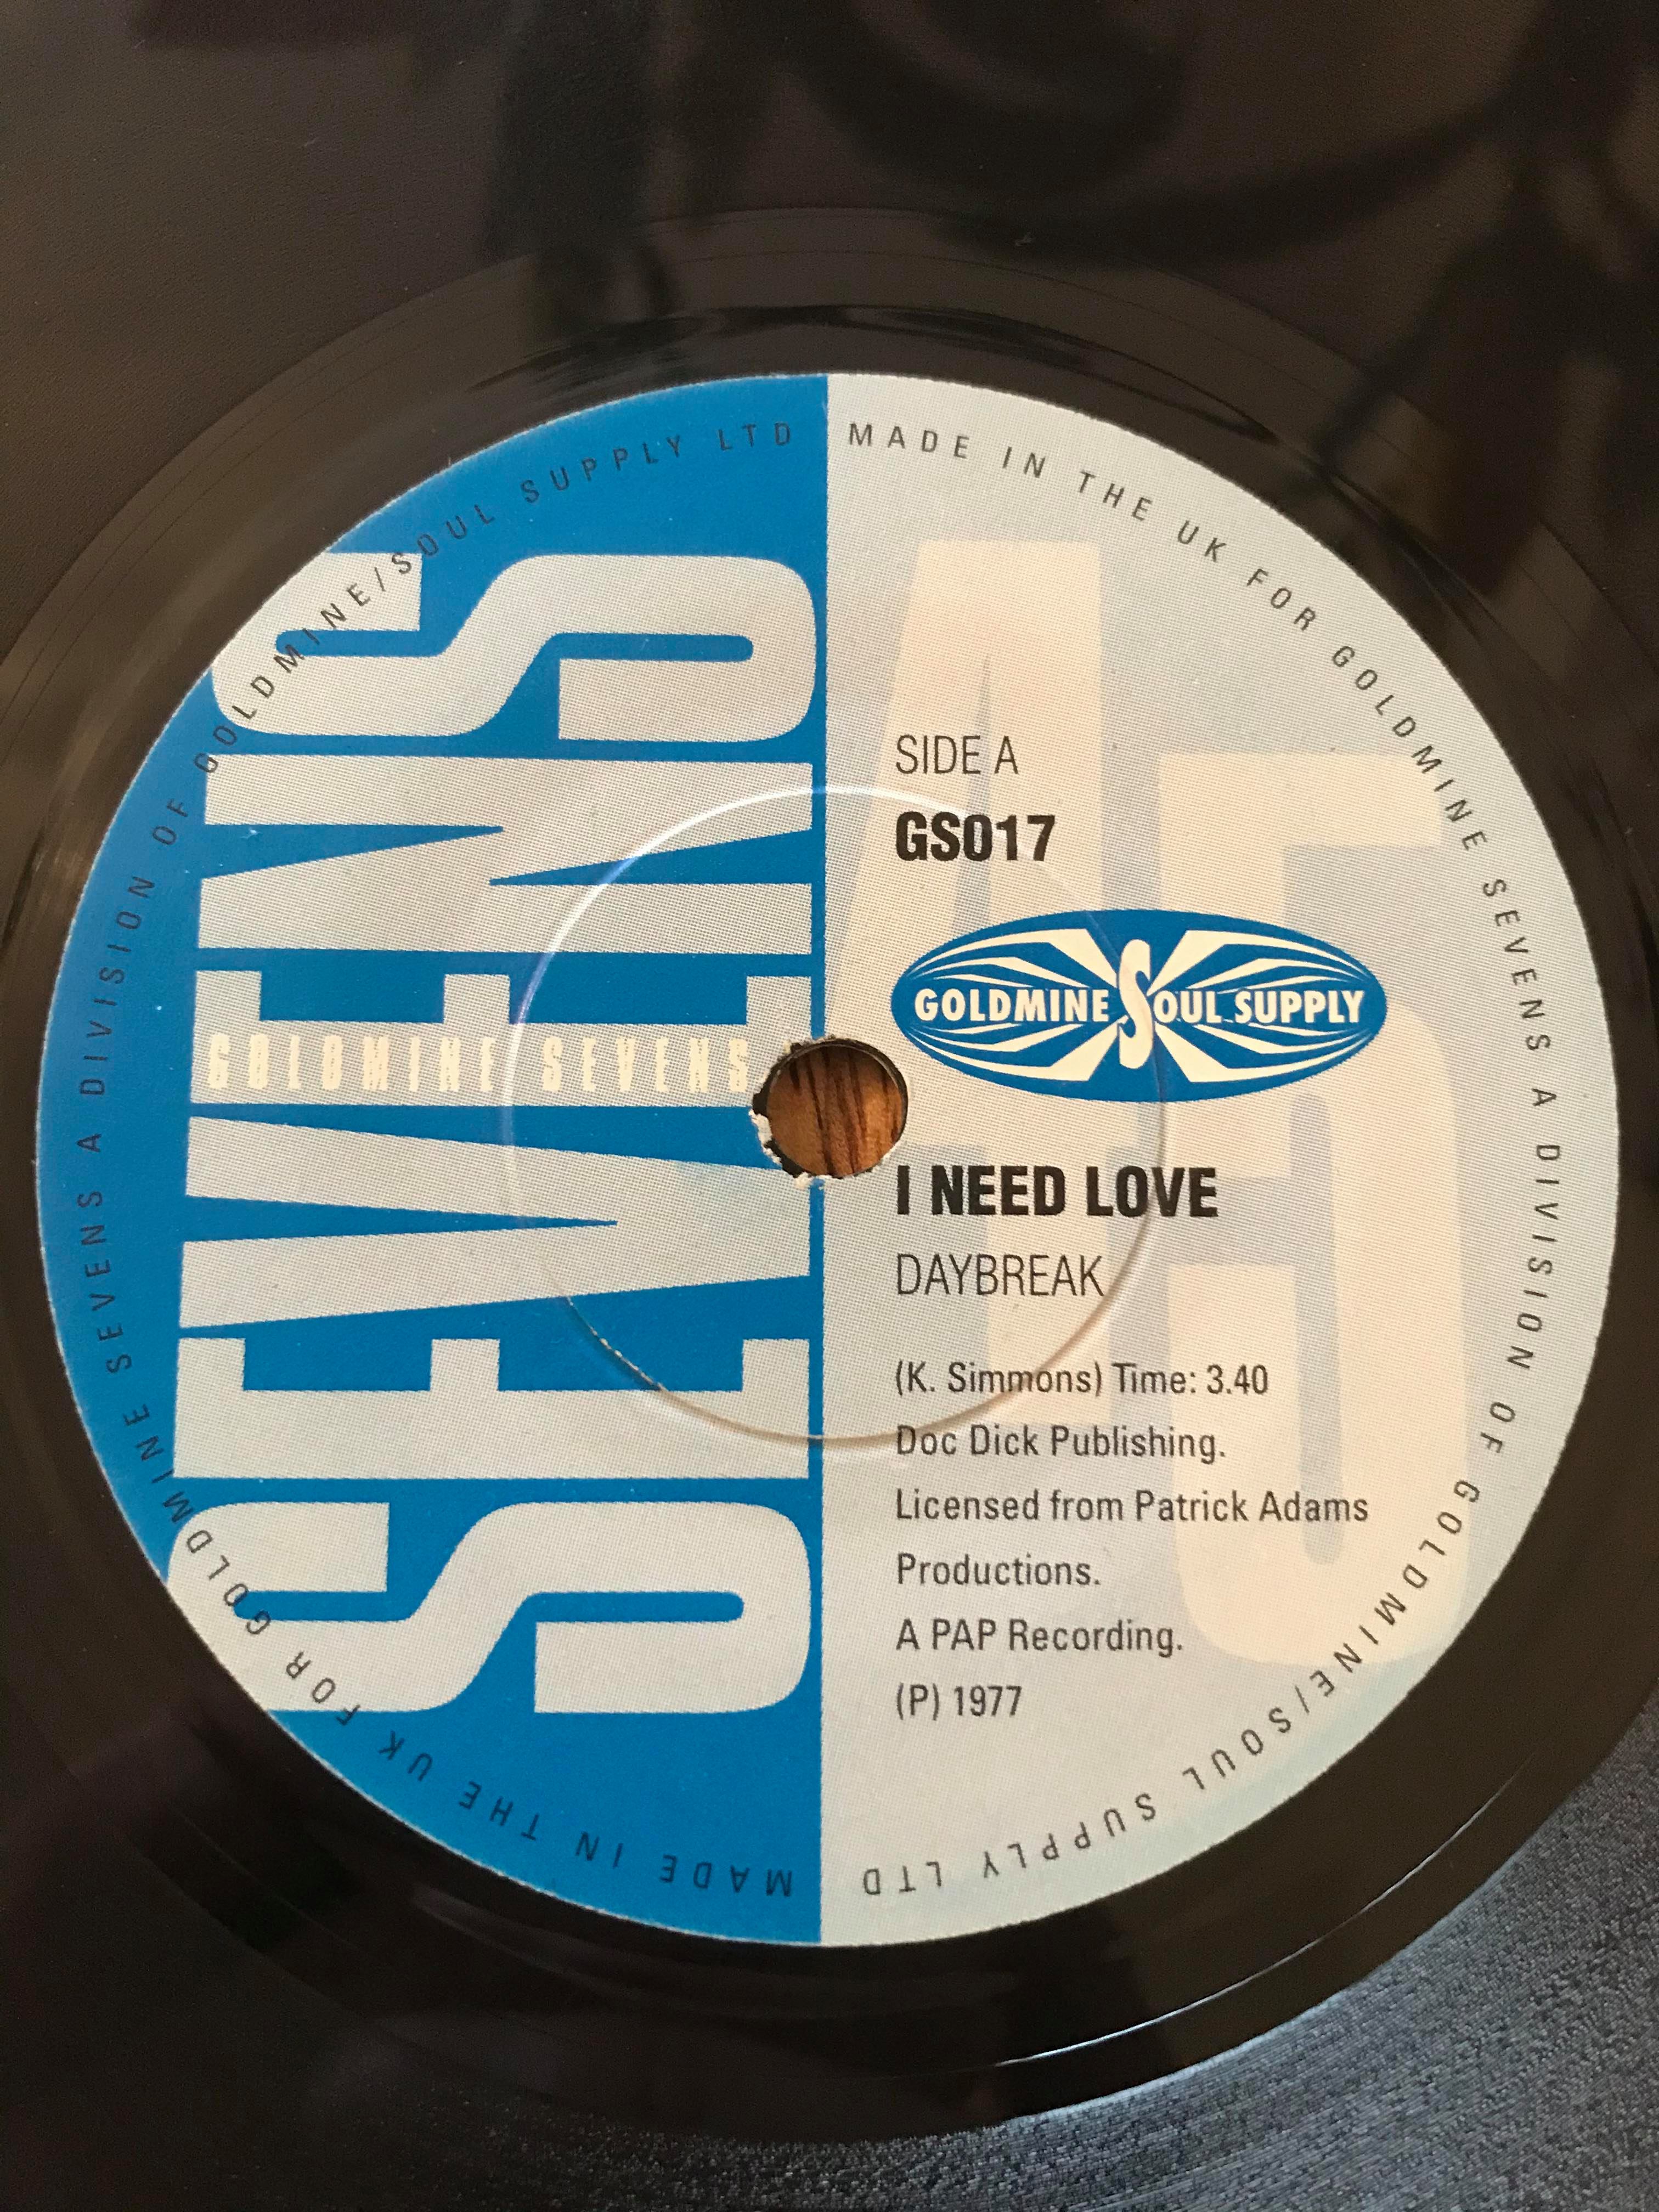 MADE IN THE UK FOR GOLDMINE SEVENS A DIVISION OF GOLDMINE/SOUL SUPPLY LTD
MADE IN THE UK FOR GOLDMINE SEVENS A DIVISION OF GOLDMINE/SOUL SUPPLY LTD
SEVENS
GOLDMINE SEVENS
45
SIDE A
GS017
GOLDMINE SOUL SUPPLY
I NEED LOVE
DAYBREAK
(K. Simmons) Time: 3.40
Doc Dick Publishing.
Licensed from Patrick Adams
Productions.
A PAP Recording.
(P) 1977